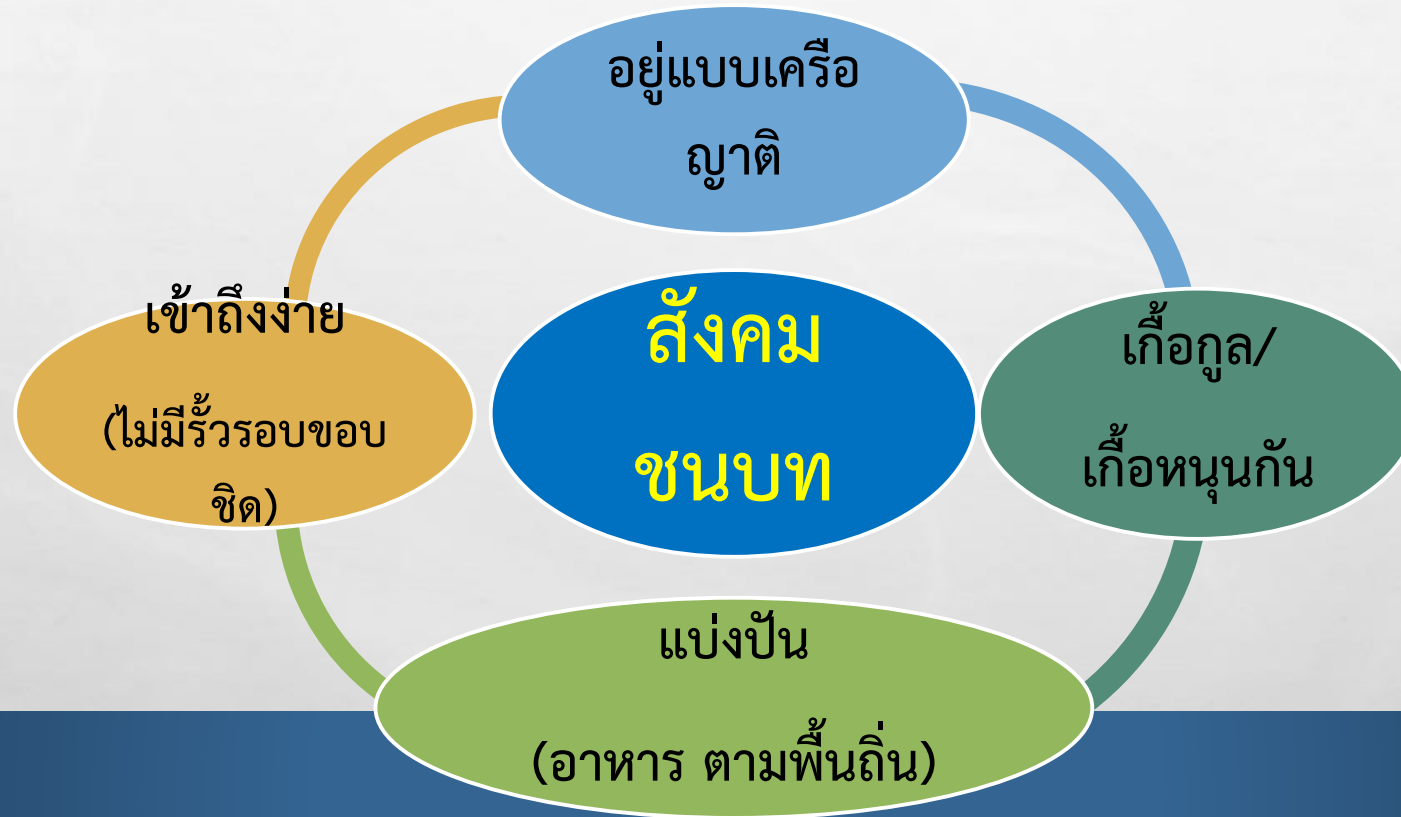 อยู่แบบเครือ
ญาติ
เข้าถึงง่าย
(ไม่มีรั้วรอบขอบ
ชิด)
สังคม
ชนบท
เกื้อกูล/
เกื้อหนุนกัน
แบ่งปัน
(อาหาร ตามพื้นถิ่น)